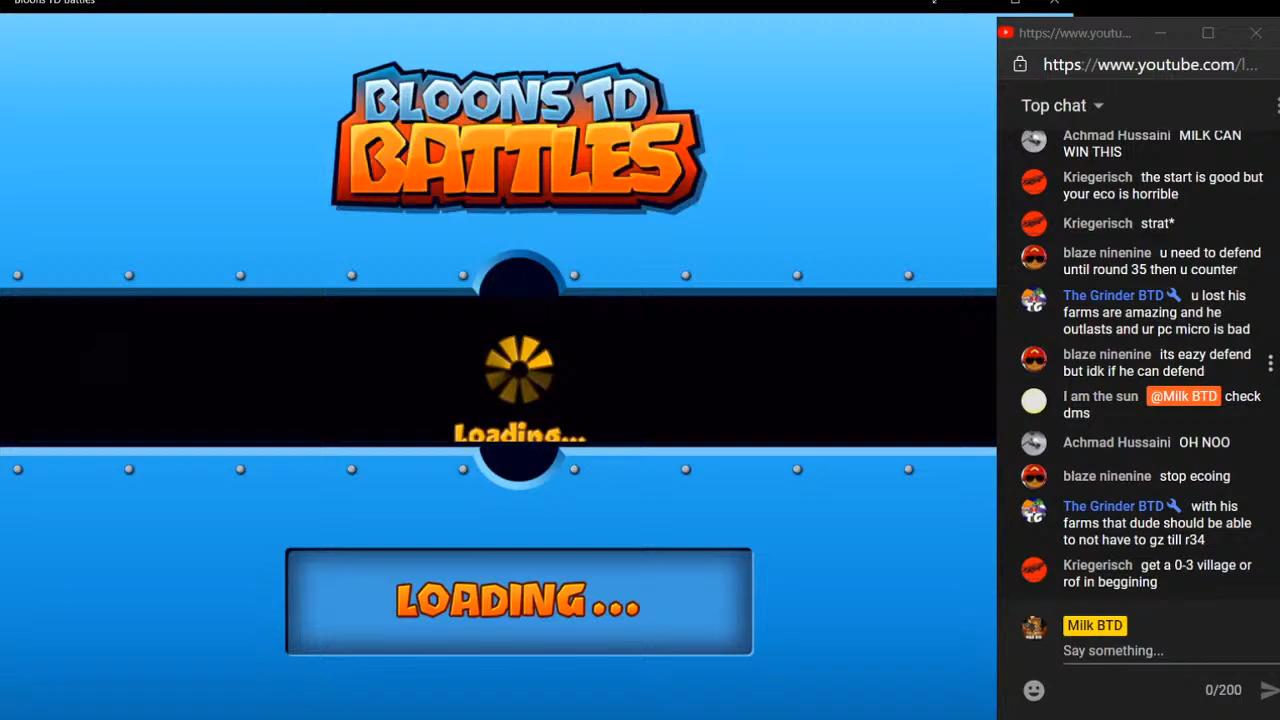 Bloons TD Battles
BLOONS TD
BATTLES
Loading...
LOADING...
https://www.youtu...
https://www.youtube.com/l...
Top chat
Achmad Hussaini MILK CAN
WIN THIS
Kriegerisch the start is good but
your eco is horrible
Kriegerisch strat*
blaze ninenine u need to defend
until round 35 then u counter
The Grinder BTD u lost his
farms are amazing and he
outlasts and ur pc micro is bad
blaze ninenine its eazy defend
but idk if he can defend
I am the sun @Milk BTD check
dms
Achmad Hussaini OH NOO
blaze ninenine stop ecoing
The Grinder BTD with his
farms that dude should be able
to not have to gz till r34
Kriegerisch get a 0-3 village or
rof in beggining
Milk BTD
Say something...
0/200